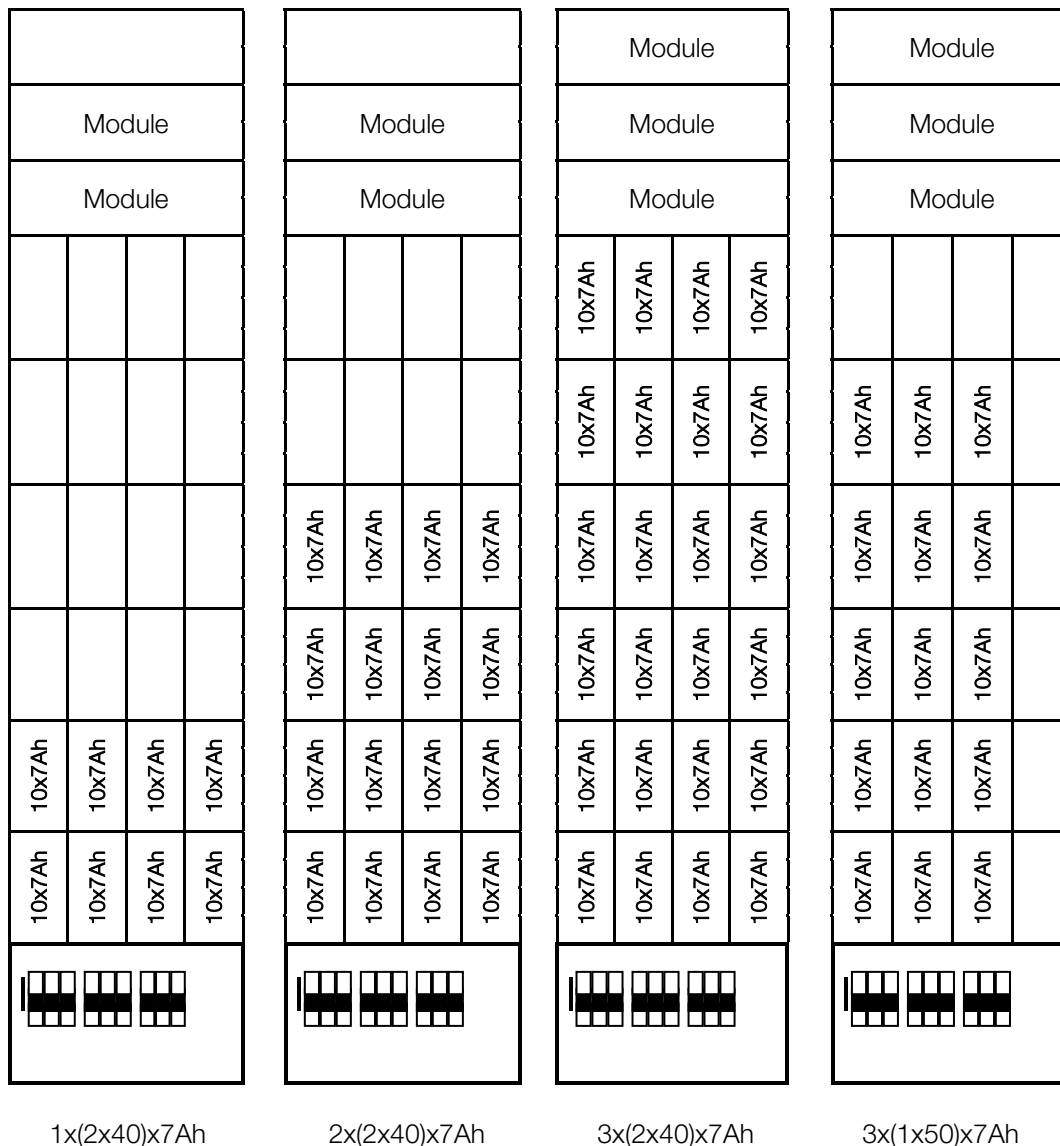 Module Module
Module Module Module Module
Module Module Module Module
10x7Ah 10x7Ah 10x7Ah 10x7Ah
10x7Ah 10x7Ah 10x7Ah 10x7Ah 10x7Ah 10x7Ah 10x7Ah
10x7Ah 10x7Ah 10x7Ah 10x7Ah 10x7Ah 10x7Ah 10x7Ah 10x7Ah 10x7Ah 10x7Ah 10x7Ah
10x7Ah 10x7Ah 10x7Ah 10x7Ah 10x7Ah 10x7Ah 10x7Ah 10x7Ah 10x7Ah 10x7Ah 10x7Ah
10x7Ah 10x7Ah 10x7Ah 10x7Ah 10x7Ah 10x7Ah 10x7Ah 10x7Ah 10x7Ah 10x7Ah 10x7Ah 10x7Ah 10x7Ah 10x7Ah 10x7Ah
10x7Ah 10x7Ah 10x7Ah 10x7Ah 10x7Ah 10x7Ah 10x7Ah 10x7Ah 10x7Ah 10x7Ah 10x7Ah 10x7Ah 10x7Ah 10x7Ah 10x7Ah
1x(2x40)x7Ah 2x(2x40)x7Ah 3x(2x40)x7Ah 3x(1x50)x7Ah